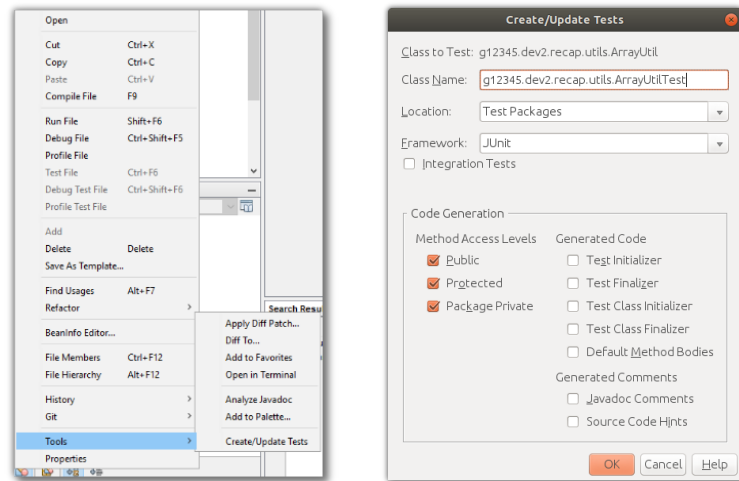 Open
Cut Ctrl+X
Copy Ctrl+C
Paste Ctrl+V
Compile File F9
Run File Shift+F6
Debug File Ctrl+Shift+F5
Profile File
Test File Ctrl+F6
Debug Test File Ctrl+Shift+F6
Profile Test File
Add
Delete Delete
Save As Template...
Find Usages Alt+F7
Refactor
BeanInfo Editor...
File Members Ctrl+F12
File Hierarchy Alt+F12
History
Git
Tools
Properties
Search Resu
Apply Diff Patch...
Diff To...
Add to Favorites
Open in Terminal
Analyze Javadoc
Add to Palette...
Create/Update Tests
Create/Update Tests
Class to Test: g12345.dev2.recap.utils.ArrayUtil
Class Name: g12345.dev2.recap.utils.ArrayUtilTest
Location: Test Packages
Framework: JUnit
Integration Tests
Code Generation
Method Access Levels Generated Code
Public Test Initializer
Protected Test Finalizer
Package Private Test Class Initializer
Test Class Finalizer
Default Method Bodies
Generated Comments
Javadoc Comments
Source Code Hints
OK Cancel Help